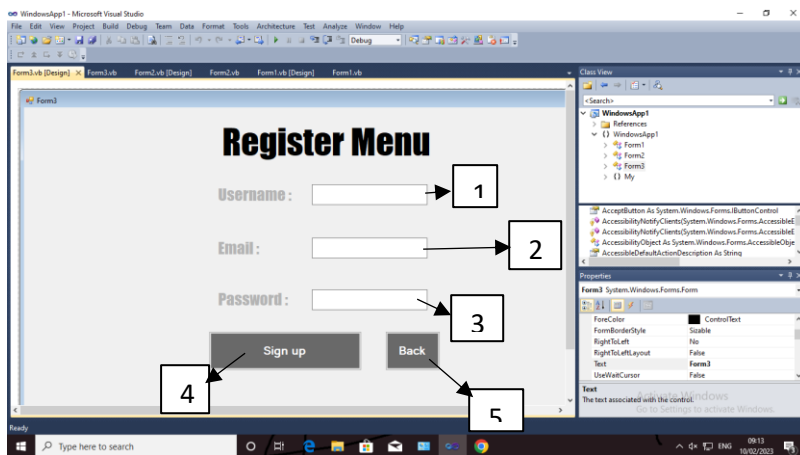 WindowsApp1 - Microsoft Visual Studio
File Edit View Project Build Debug Team Data Format Tools Architecture Test Analyze Window Help
Debug
Form3.vb [Design] Form3.vb Form2.vb [Design] Form2.vb Form1.vb [Design] Form1.vb
Form3
Register Menu
Username :
1
Email :
2
Password :
3
Sign up
Back
4
5
Class View
<Search>
WindowsApp1
References
{} WindowsApp1
Form1
Form2
Form3
{} My
AcceptButton As System.Windows.Forms.IButtonControl
AccessibilityNotifyClients(System.Windows.Forms.AccessibleE
AccessibilityNotifyClients(System.Windows.Forms.AccessibleE
AccessibilityObject As System.Windows.Forms.AccessibleObje
AccessibleDefaultActionDescription As String
Properties
Form3 System.Windows.Forms.Form
ForeColor ControlText
FormBorderStyle Sizable
RightToLeft No
RightToLeftLayout False
Text Form3
UseWaitCursor False
Text
The text associated with the control.
Activate Windows
Go to Settings to activate Windows.
Ready
Type here to search
ENG
09:13
10/02/2023
3